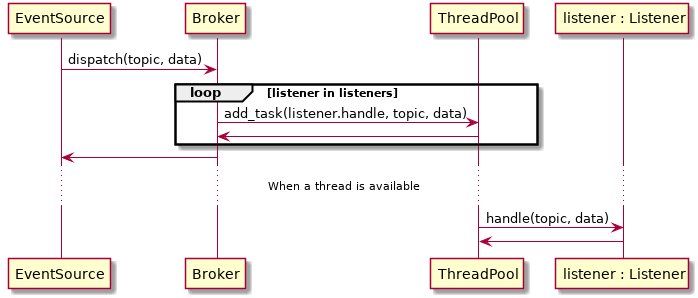 EventSource Broker ThreadPool listener : Listener
dispatch(topic, data)
loop [listener in listeners]
add_task(listener.handle, topic, data)
When a thread is available
handle(topic, data)
EventSource Broker ThreadPool listener : Listener